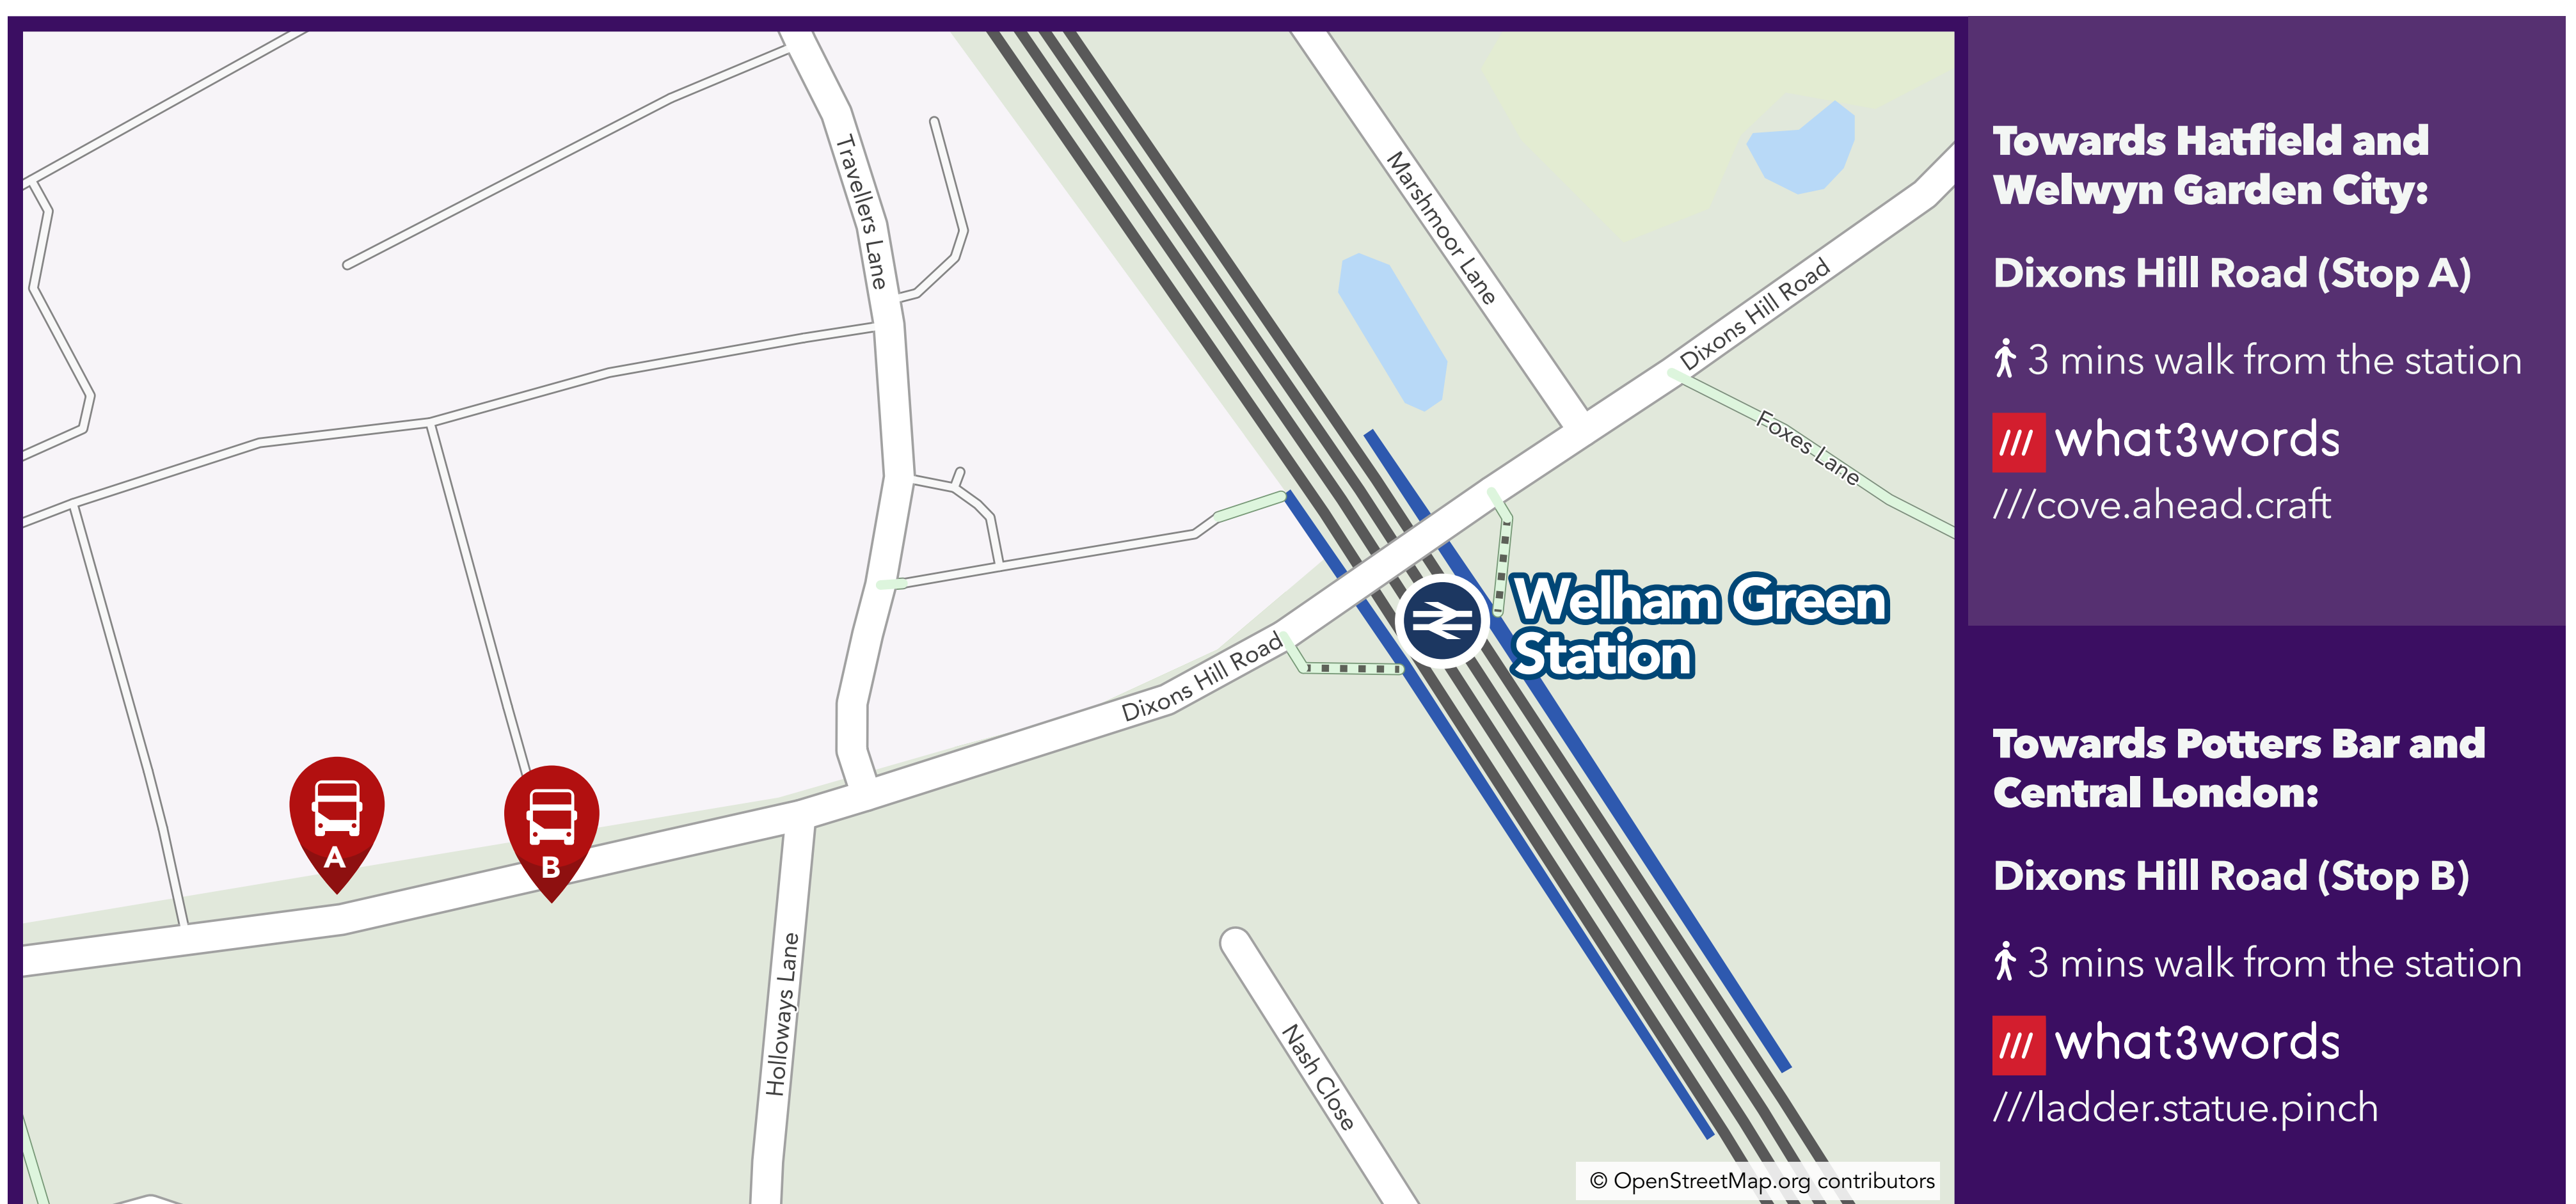 Travellers Lane
Marshmoor Lane
Dixons Hill Road
Foxes Lane
Welham Green
Station
Dixons Hill Road
A
B
Holloways Lane
Nash Close
© OpenStreetMap.org contributors
Towards Hatfield and
Welwyn Garden City:
Dixons Hill Road (Stop A)
3 mins walk from the station
/// what3words
///cove.ahead.craft
Towards Potters Bar and
Central London:
Dixons Hill Road (Stop B)
3 mins walk from the station
/// what3words
///ladder.statue.pinch